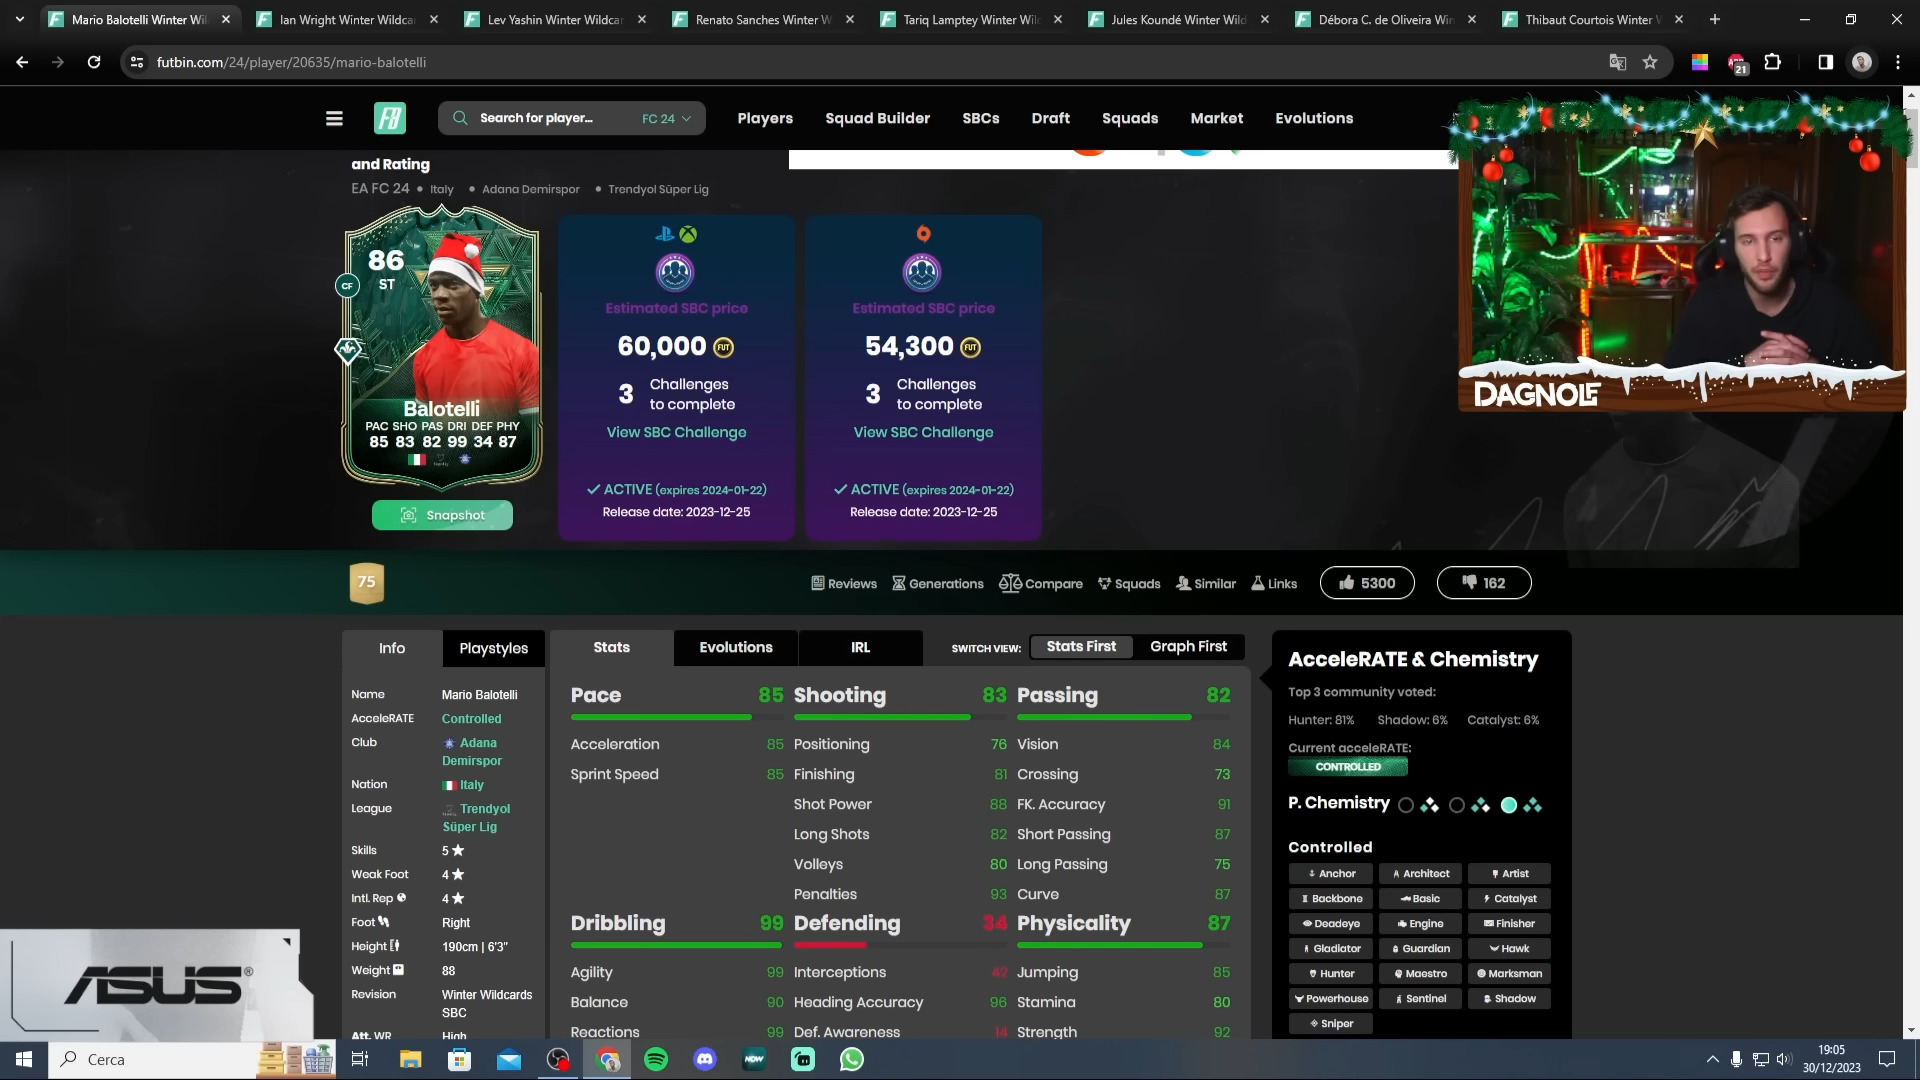 Mario Balotelli Winter Wil
Ian Wright Winter Wildca
Lev Yashin Winter Wildca
Renato Sanches Winter W
Tariq Lamptey Winter Wil
Jules Koundé Winter Wild
Débora C. de Oliveira Win
Thibaut Courtois Winter W
futbin.com/24/player/20635/mario-balotelli
21
FB
Search for player...
FC 24
Players
Squad Builder
SBCs
Draft
Squads
Market
Evolutions
and Rating
EA FC 24 • Italy • Adana Demirspor • Trendyol Süper Lig
86
ST
CF
Balotelli
PAC SHO PAS DRI DEF PHY
85 83 82 99 34 87
Snapshot
Estimated SBC price
60,000 FUT
3 Challenges to complete
View SBC Challenge
ACTIVE (expires 2024-01-22)
Release date: 2023-12-25
Estimated SBC price
54,300 FUT
3 Challenges to complete
View SBC Challenge
ACTIVE (expires 2024-01-22)
Release date: 2023-12-25
DAGNOLF
75
Reviews
Generations
Compare
Squads
Similar
Links
5300
162
Info
Playstyles
Name Mario Balotelli
AcceleRATE Controlled
Club Adana
Demirspor
Nation Italy
League Trendyol
Süper Lig
Skills 5
Weak Foot 4
Intl. Rep 4
Foot Right
Height 190cm | 6'3"
Weight 88
Revision Winter Wildcards
SBC
Att. WR High
Stats
Evolutions
IRL
SWITCH VIEW:
Stats First
Graph First
Pace 85
Acceleration 85
Sprint Speed 85
Shooting 83
Positioning 76
Finishing 81
Shot Power 88
Long Shots 82
Volleys 80
Penalties 93
Passing 82
Vision 84
Crossing 73
FK. Accuracy 91
Short Passing 87
Long Passing 75
Curve 87
Dribbling 99
Agility 99
Balance 90
Reactions 99
Defending 34
Interceptions 42
Heading Accuracy 96
Def. Awareness 14
Physicality 87
Jumping 85
Stamina 80
Strength 92
AcceleRATE & Chemistry
Top 3 community voted:
Hunter: 81% Shadow: 6% Catalyst: 6%
Current acceleRATE:
CONTROLLED
P. Chemistry
Controlled
Anchor
Architect
Artist
Backbone
Basic
Catalyst
Deadeye
Engine
Finisher
Gladiator
Guardian
Hawk
Hunter
Maestro
Marksman
Powerhouse
Sentinel
Shadow
Sniper
ASUS®
Cerca
NOW
19:05
30/12/2023